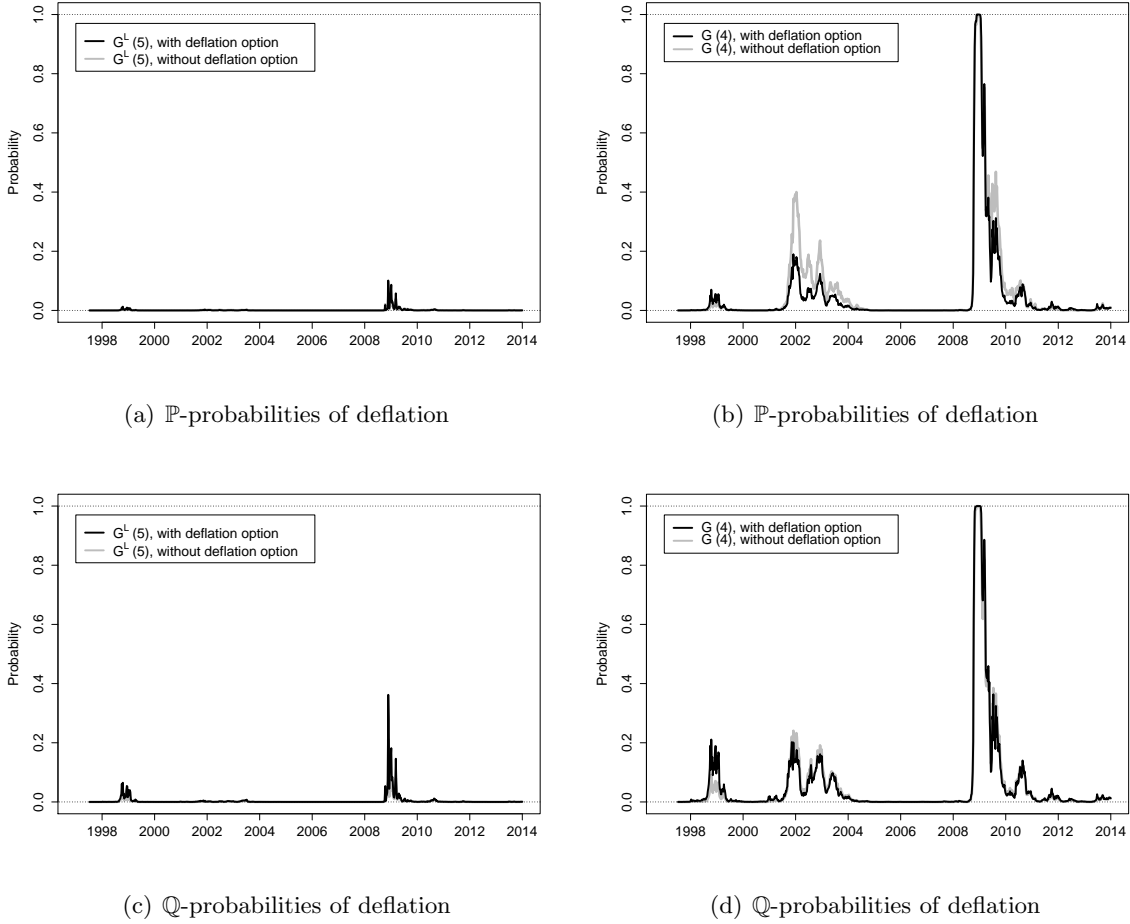 1.0
0.8
0.6
0.4
0.2
0.0
Probability
G^L (5), with deflation option
G^L (5), without deflation option
1998 2000 2002 2004 2006 2008 2010 2012 2014
(a) ℙ-probabilities of deflation
1.0
0.8
0.6
0.4
0.2
0.0
Probability
G (4), with deflation option
G (4), without deflation option
1998 2000 2002 2004 2006 2008 2010 2012 2014
(b) ℙ-probabilities of deflation
1.0
0.8
0.6
0.4
0.2
0.0
Probability
G^L (5), with deflation option
G^L (5), without deflation option
1998 2000 2002 2004 2006 2008 2010 2012 2014
(c) ℚ-probabilities of deflation
1.0
0.8
0.6
0.4
0.2
0.0
Probability
G (4), with deflation option
G (4), without deflation option
1998 2000 2002 2004 2006 2008 2010 2012 2014
(d) ℚ-probabilities of deflation